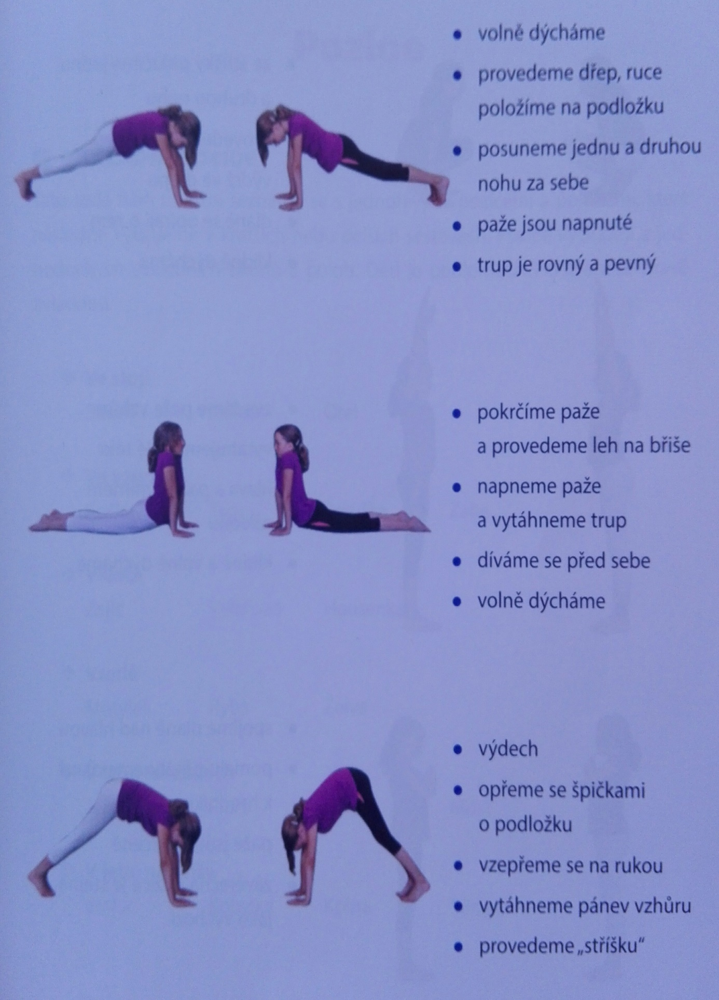 • volně dýcháme
• provedeme dřep, ruce
položíme na podložku
• posuneme jednu a druhou
nohu za sebe
• paže jsou napnuté
• trup je rovný a pevný
• pokrčíme paže
a provedeme leh na břiše
• napneme paže
a vytáhneme trup
• díváme se před sebe
• volně dýcháme
• výdech
• opřeme se špičkami
o podložku
• vzepřeme se na rukou
• vytáhneme pánev vzhůru
• provedeme „stříšku“